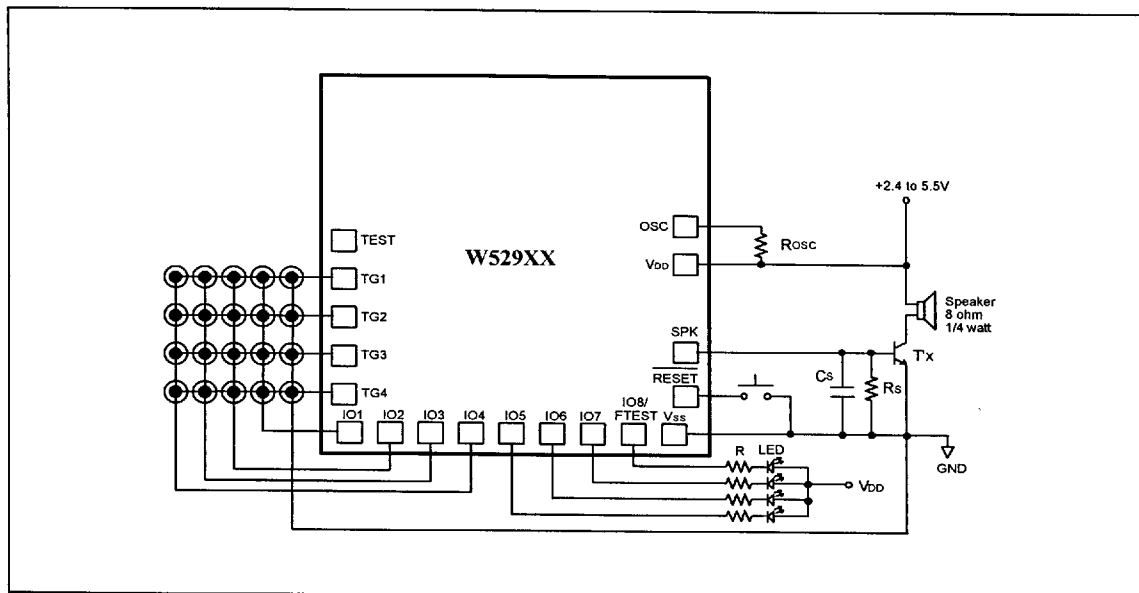 +2.4 to 5.5V
OSC
ROSC
TEST
W529XX
VDD
TG1
Speaker
8 ohm
1/4 watt
TG2
SPK
TG3
T'x
RESET
CS
RS
TG4
IO1
IO2
IO3
IO4
IO5
IO6
IO7
IO8/
FTEST
VSS
R
LED
GND
VDD